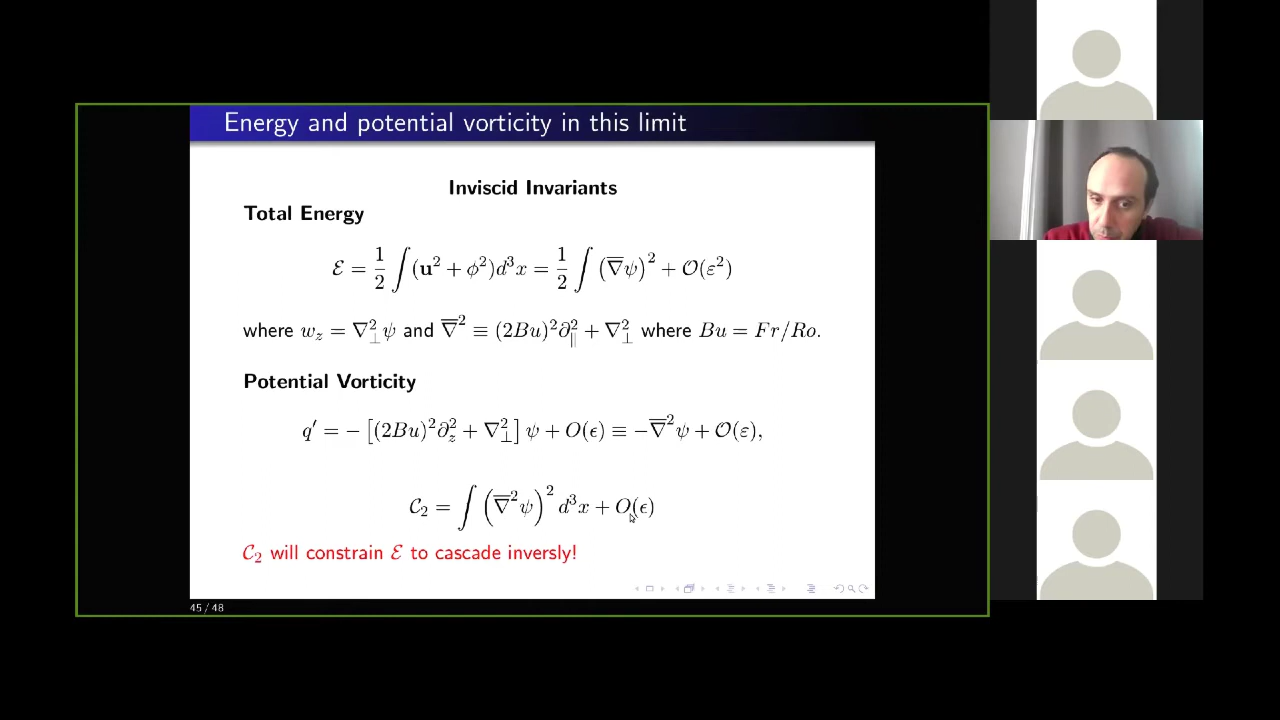 Energy and potential vorticity in this limit
Inviscid Invariants
Total Energy
ℰ = 1/2 ∫(𝐮² + ϕ²)d³x = 1/2 ∫ (∇̅ψ)² + 𝒪(ε²)
where w_z = ∇²_⊥ψ and ∇̅² ≡ (2Bu)²∂²_∥ + ∇²_⊥ where Bu = Fr/Ro.
Potential Vorticity
q′ = − [(2Bu)²∂²_z + ∇²_⊥] ψ + O(ϵ) ≡ −∇̅²ψ + 𝒪(ε),
𝒞₂ = ∫ (∇̅²ψ)² d³x + O(ϵ)
𝒞₂ will constrain ℰ to cascade inversly!
45 / 48